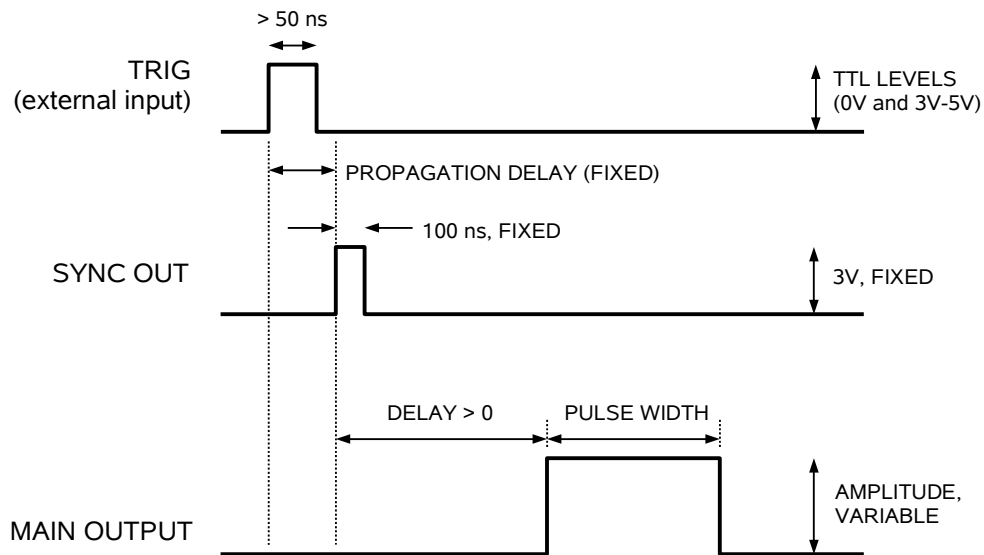 > 50 ns
TRIG
(external input)
TTL LEVELS
(0V and 3V-5V)
PROPAGATION DELAY (FIXED)
100 ns, FIXED
SYNC OUT
3V, FIXED
DELAY > 0
PULSE WIDTH
AMPLITUDE,
VARIABLE
MAIN OUTPUT